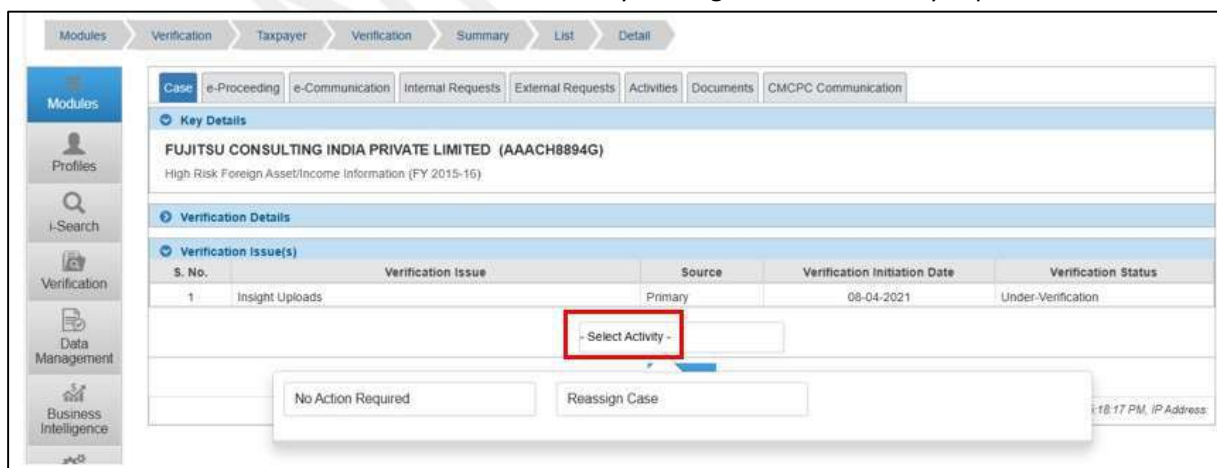 Modules Verification Taxpayer Verification Summary List Detail
Modules
Profiles
i-Search
Verification
Data
Management
Business
Intelligence
Case e-Proceeding e-Communication Internal Requests External Requests Activities Documents CMCPC Communication
Key Details
FUJITSU CONSULTING INDIA PRIVATE LIMITED (AAACH8894G)
High Risk Foreign Asset/Income Information (FY 2015-16)
Verification Details
Verification Issue(s)
S. No. Verification Issue Source Verification Initiation Date Verification Status
1 Insight Uploads Primary 08-04-2021 Under-Verification
- Select Activity -
No Action Required Reassign Case
:18:17 PM, IP Address: